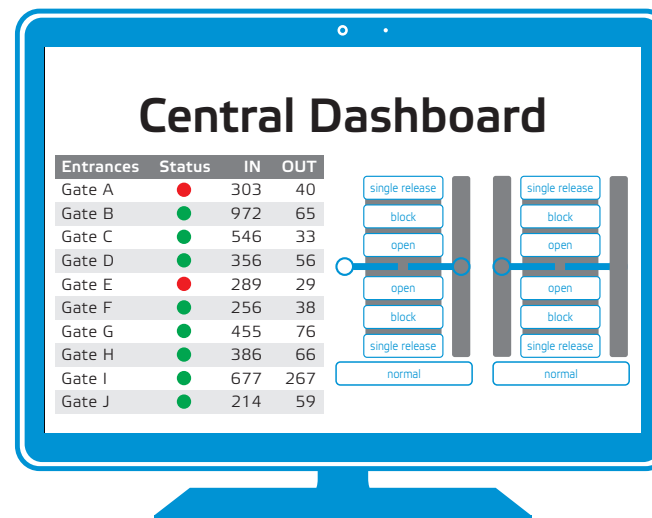 Central Dashboard
Entrances Status IN OUT
Gate A 303 40
Gate B 972 65
Gate C 546 33
Gate D 356 56
Gate E 289 29
Gate F 256 38
Gate G 455 76
Gate H 386 66
Gate I 677 267
Gate J 214 59
single release
block
open
open
block
single release
normal
single release
block
open
open
block
single release
normal